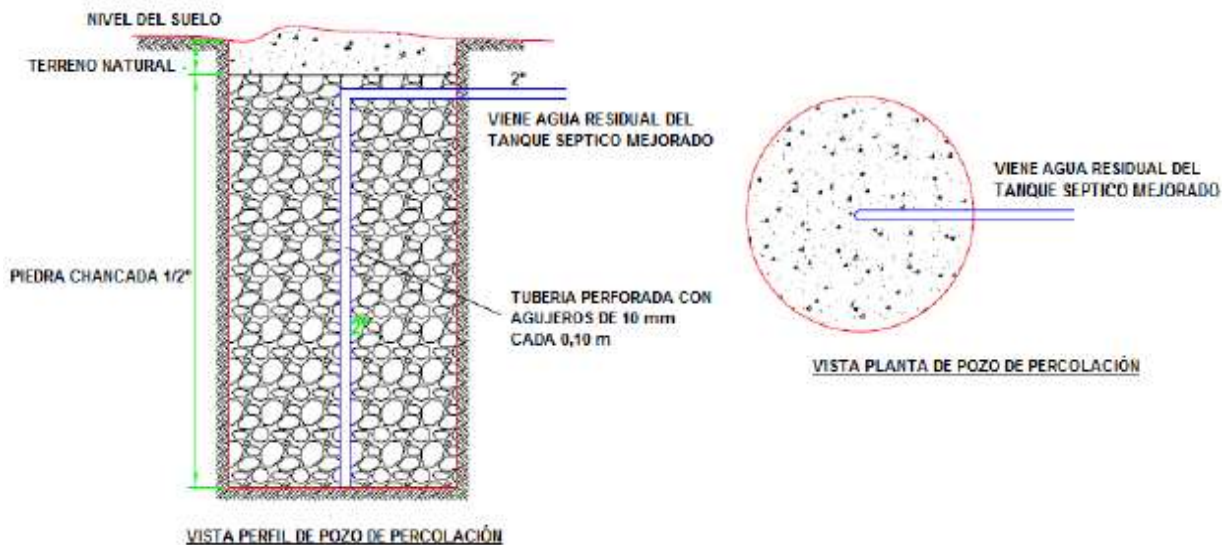 NIVEL DEL SUELO
TERRENO NATURAL
2"
VIENE AGUA RESIDUAL DEL
TANQUE SEPTICO MEJORADO
PIEDRA CHANCADA 1/2"
TUBERIA PERFORADA CON
AGUJEROS DE 10 mm
CADA 0,10 m
VISTA PERFIL DE POZO DE PERCOLACIÓN
VIENE AGUA RESIDUAL DEL
TANQUE SEPTICO MEJORADO
VISTA PLANTA DE POZO DE PERCOLACIÓN